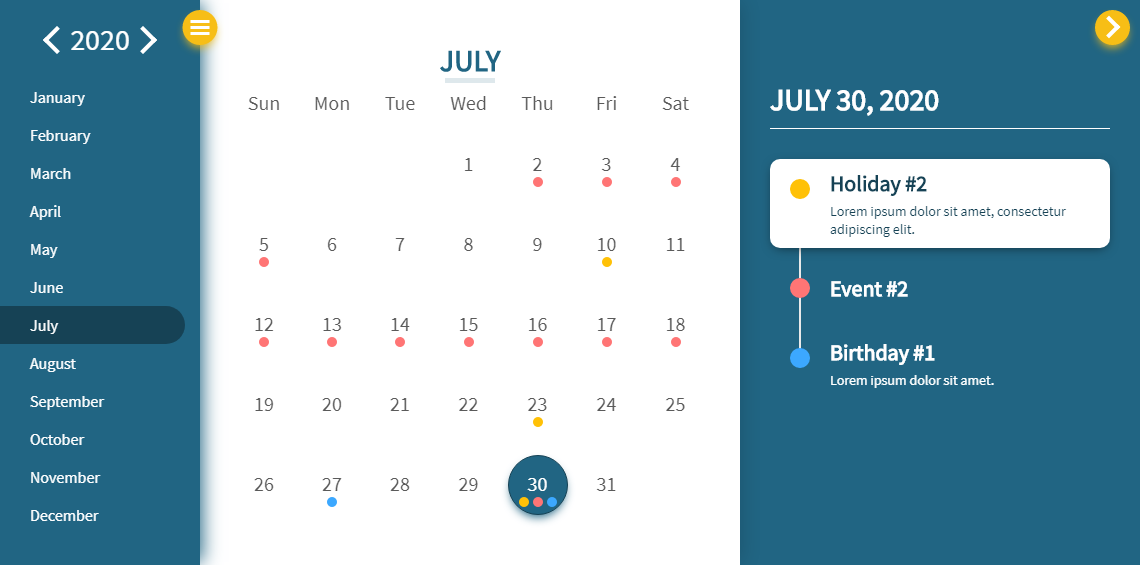 2020
January
February
March
April
May
June
July
August
September
October
November
December
JULY
Sun Mon Tue Wed Thu Fri Sat
1 2 3 4
5 6 7 8 9 10 11
12 13 14 15 16 17 18
19 20 21 22 23 24 25
26 27 28 29 30 31
JULY 30, 2020
Holiday #2
Lorem ipsum dolor sit amet, consectetur
adipiscing elit.
Event #2
Birthday #1
Lorem ipsum dolor sit amet.